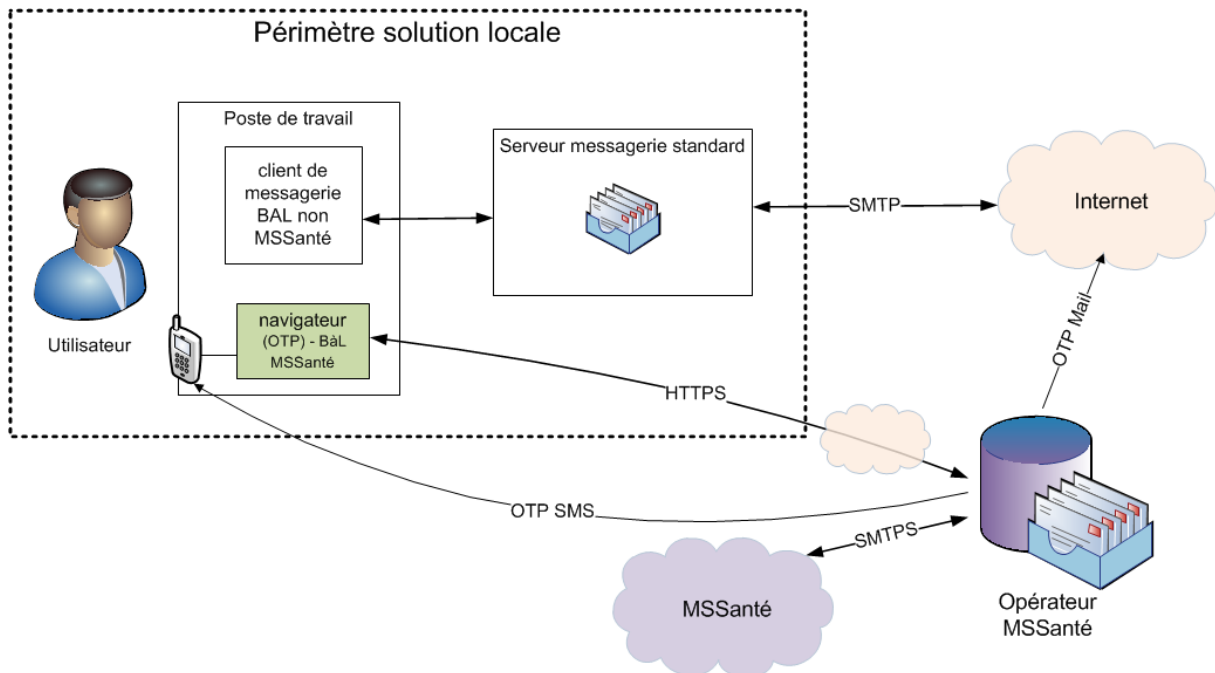 Périmètre solution locale
Poste de travail
client de
messagerie
BAL non
MSSanté
Serveur messagerie standard
SMTP
Internet
Utilisateur
navigateur
(OTP) - BàL
MSSanté
HTTPS
OTP Mail
OTP SMS
SMTPS
MSSanté
Opérateur
MSSanté